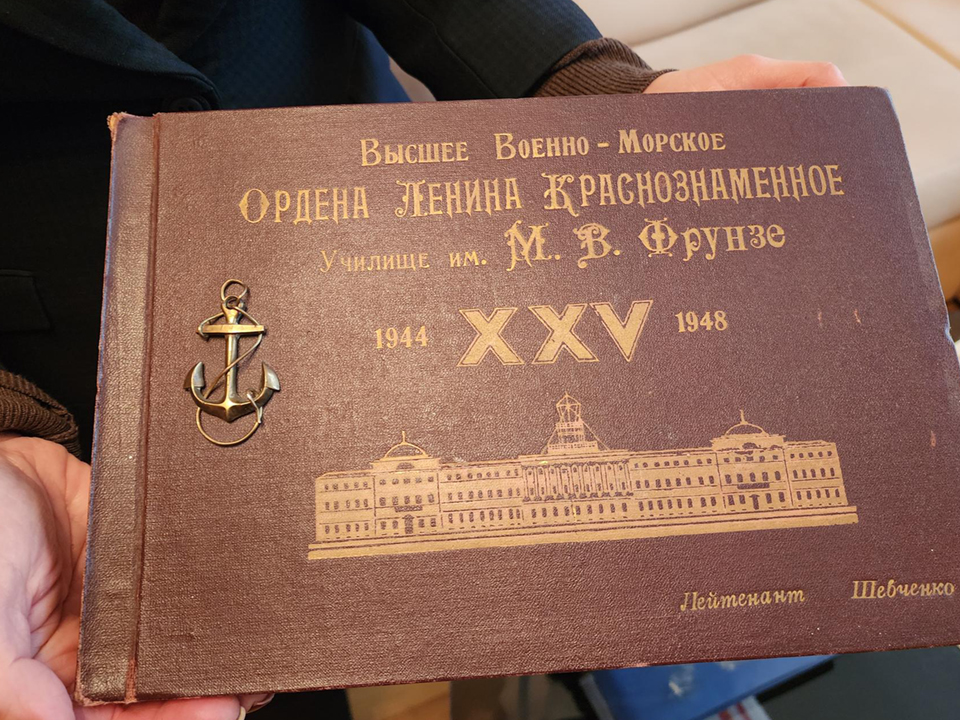 Высшее Военно-Морское
Ордена Ленина Краснознаменное
Училище им. М. В. Фрунзе
1944 XXV 1948
Лейтенант Шевченко